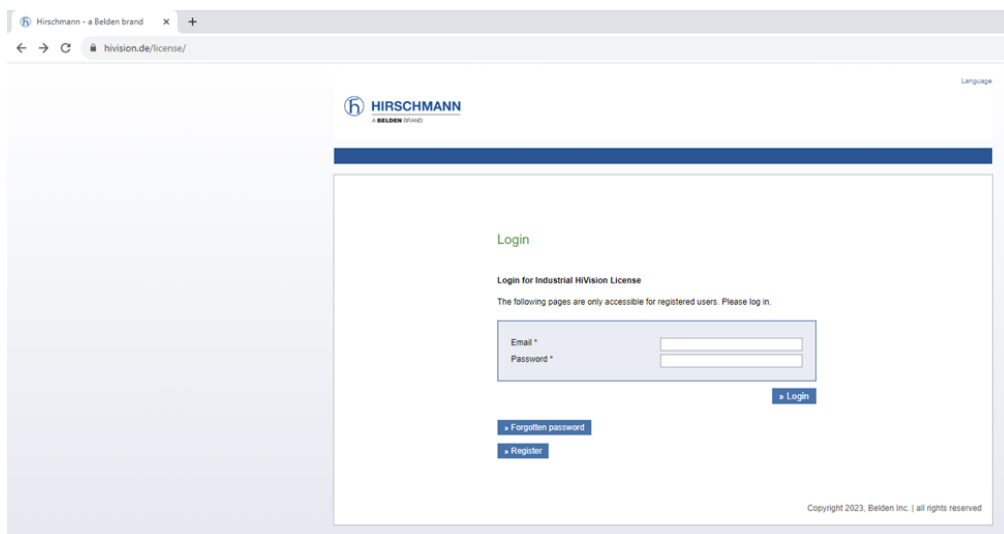 Hirschmann - a Belden brand
hivision.de/license/
Language
HIRSCHMANN
A BELDEN BRAND
Login
Login for Industrial HiVision License
The following pages are only accessible for registered users. Please log in.
Email *
Password *
» Login
» Forgotten password
» Register
Copyright 2023, Belden Inc. | all rights reserved